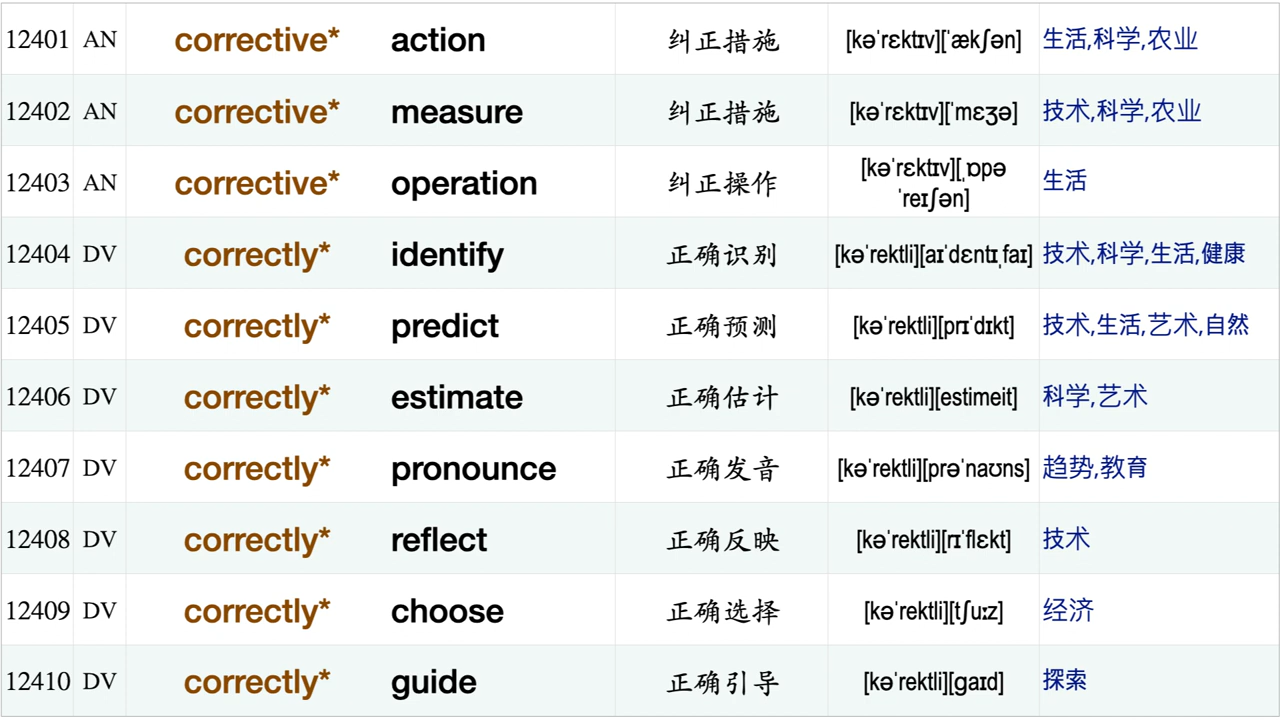 12401 AN corrective* action 纠正措施 [kəˈrɛktɪv][ˈækʃən] 生活,科学,农业
12402 AN corrective* measure 纠正措施 [kəˈrɛktɪv][ˈmɛʒə] 技术,科学,农业
12403 AN corrective* operation 纠正操作 [kəˈrɛktɪv][ˌɒpə
ˈreɪʃən] 生活
12404 DV correctly* identify 正确识别 [kəˈrektli][aɪˈdɛntɪˌfaɪ] 技术,科学,生活,健康
12405 DV correctly* predict 正确预测 [kəˈrektli][prɪˈdɪkt] 技术,生活,艺术,自然
12406 DV correctly* estimate 正确估计 [kəˈrektli][estimeit] 科学,艺术
12407 DV correctly* pronounce 正确发音 [kəˈrektli][prəˈnaʊns] 趋势,教育
12408 DV correctly* reflect 正确反映 [kəˈrektli][rɪˈflɛkt] 技术
12409 DV correctly* choose 正确选择 [kəˈrektli][tʃuːz] 经济
12410 DV correctly* guide 正确引导 [kəˈrektli][gaɪd] 探索